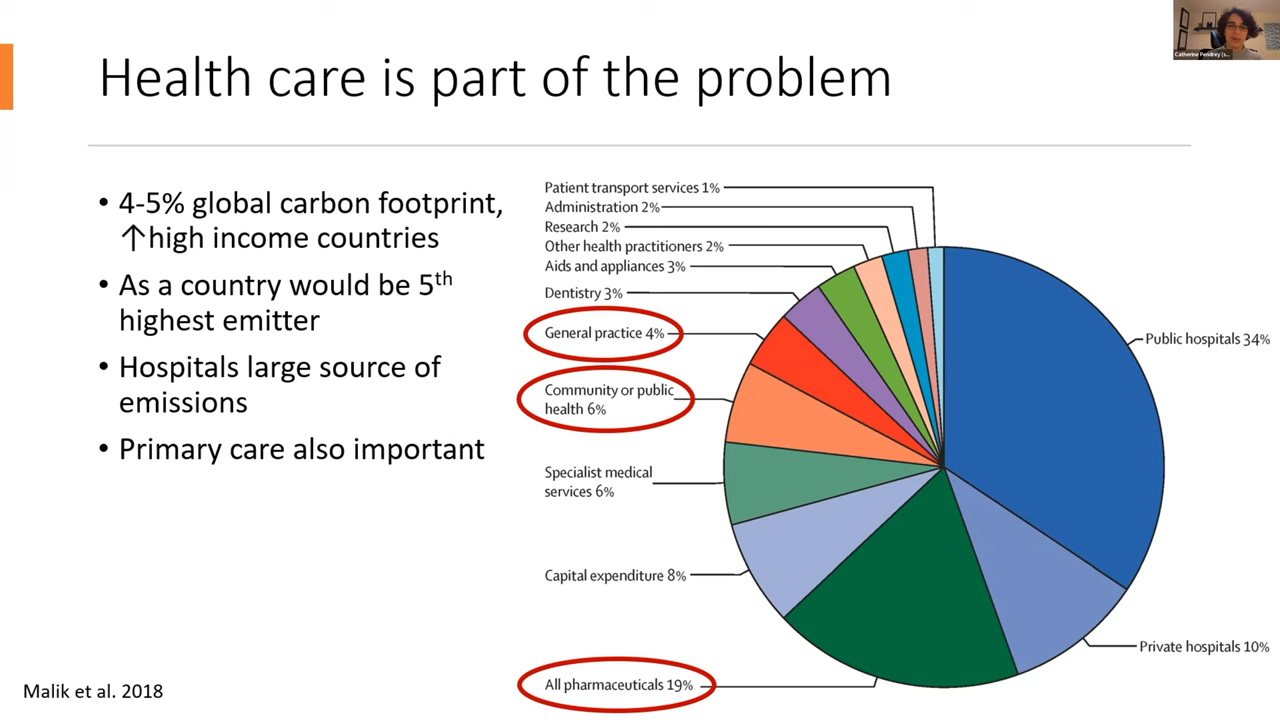 Catherine Pendrey (s...
Health care is part of the problem
• 4-5% global carbon footprint,
↑high income countries
• As a country would be 5th
highest emitter
• Hospitals large source of
emissions
• Primary care also important
Patient transport services 1%
Administration 2%
Research 2%
Other health practitioners 2%
Aids and appliances 3%
Dentistry 3%
General practice 4%
Community or public
health 6%
Specialist medical
services 6%
Capital expenditure 8%
All pharmaceuticals 19%
Public hospitals 34%
Private hospitals 10%
Malik et al. 2018